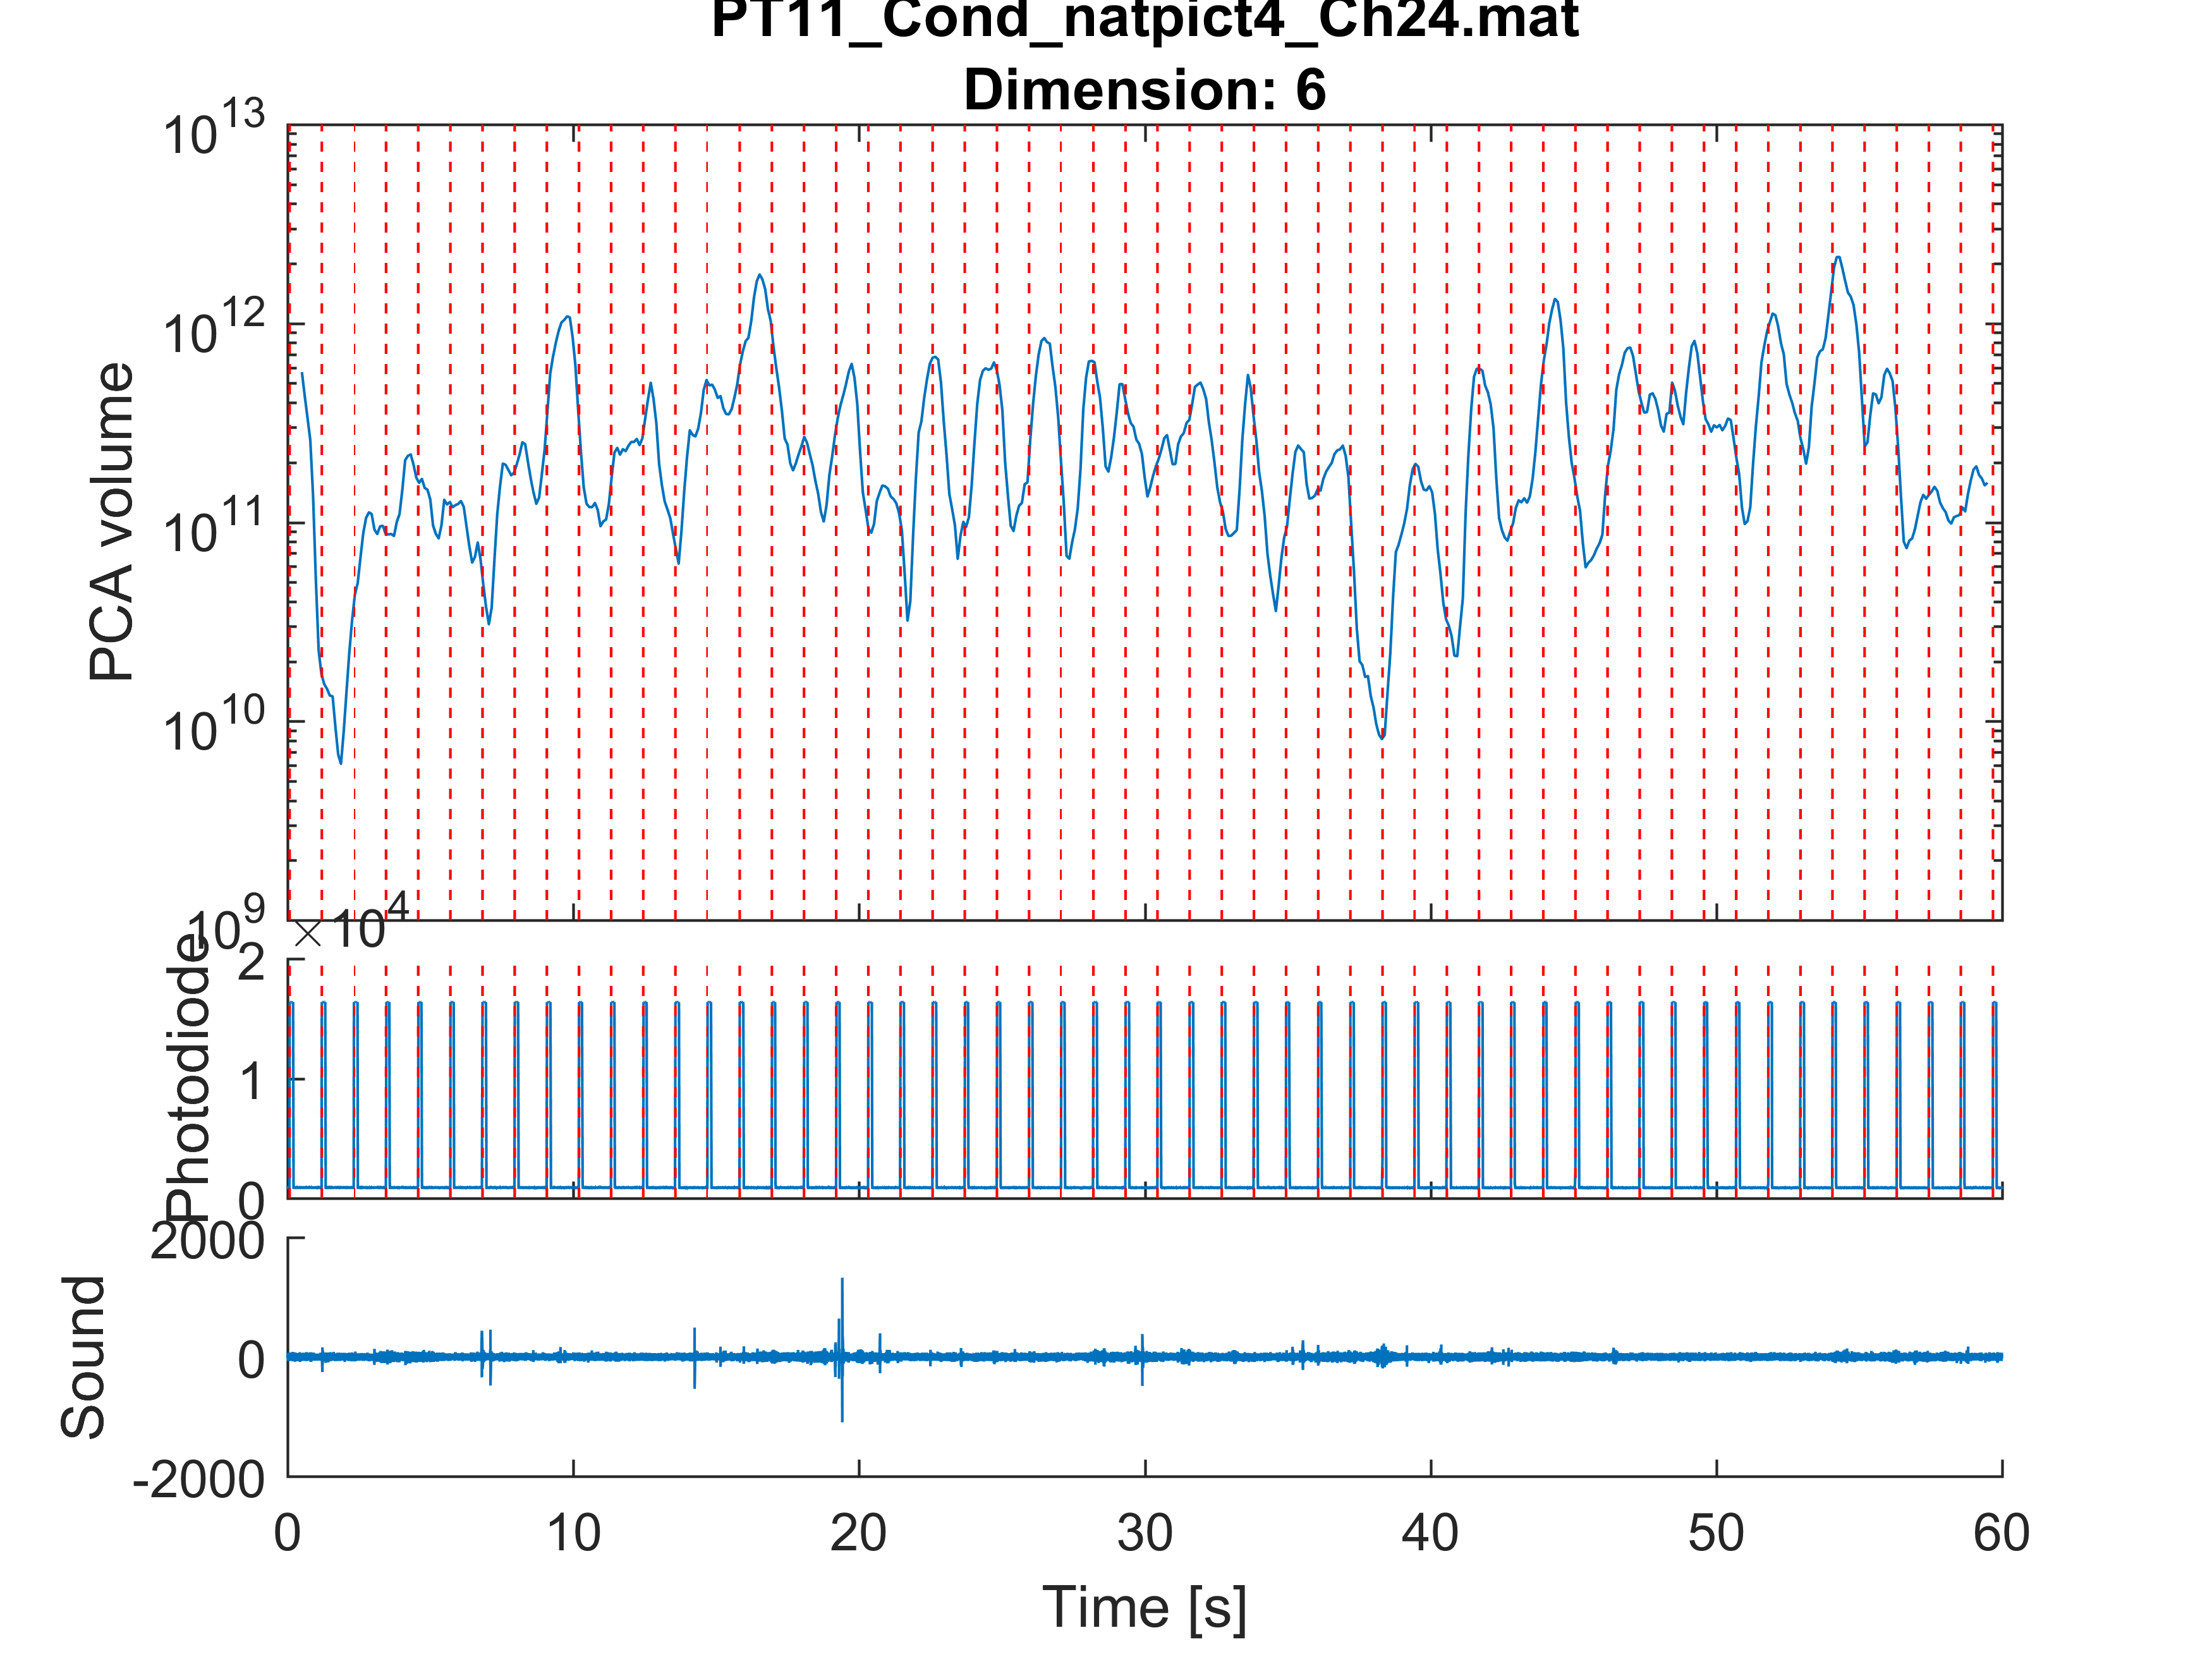 PT11_Cond_natpict4_Ch24.mat
Dimension: 6
10^13
10^12
10^11
10^10
10^9
PCA volume
× 10^4
2
1
0
Photodiode
2000
0
-2000
Sound
0 10 20 30 40 50 60
Time [s]